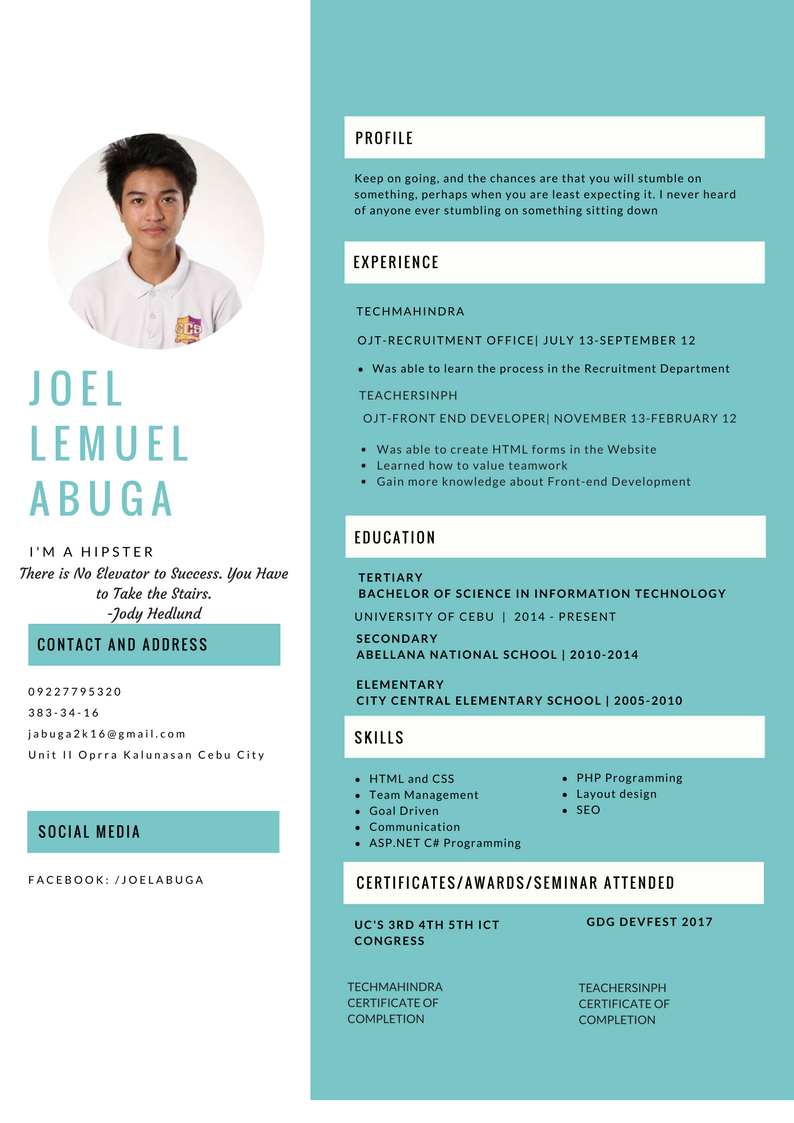 JOEL
LEMUEL
ABUGA
I'M A HIPSTER
There is No Elevator to Success. You Have
to Take the Stairs.
-Jody Hedlund
CONTACT AND ADDRESS
09227795320
383-34-16
jabuga2k16@gmail.com
Unit II Oprra Kalunasan Cebu City
SOCIAL MEDIA
FACEBOOK: /JOELABUGA
PROFILE
Keep on going, and the chances are that you will stumble on
something, perhaps when you are least expecting it. I never heard
of anyone ever stumbling on something sitting down
EXPERIENCE
TECHMAHINDRA
OJT-RECRUITMENT OFFICE| JULY 13-SEPTEMBER 12
• Was able to learn the process in the Recruitment Department
TEACHERSINPH
OJT-FRONT END DEVELOPER| NOVEMBER 13-FEBRUARY 12
• Was able to create HTML forms in the Website
• Learned how to value teamwork
• Gain more knowledge about Front-end Development
EDUCATION
TERTIARY
BACHELOR OF SCIENCE IN INFORMATION TECHNOLOGY
UNIVERSITY OF CEBU | 2014 - PRESENT
SECONDARY
ABELLANA NATIONAL SCHOOL | 2010-2014
ELEMENTARY
CITY CENTRAL ELEMENTARY SCHOOL | 2005-2010
SKILLS
• HTML and CSS
• Team Management
• Goal Driven
• Communication
• ASP.NET C# Programming
• PHP Programming
• Layout design
• SEO
CERTIFICATES/AWARDS/SEMINAR ATTENDED
UC'S 3RD 4TH 5TH ICT
CONGRESS
GDG DEVFEST 2017
TECHMAHINDRA
CERTIFICATE OF
COMPLETION
TEACHERSINPH
CERTIFICATE OF
COMPLETION